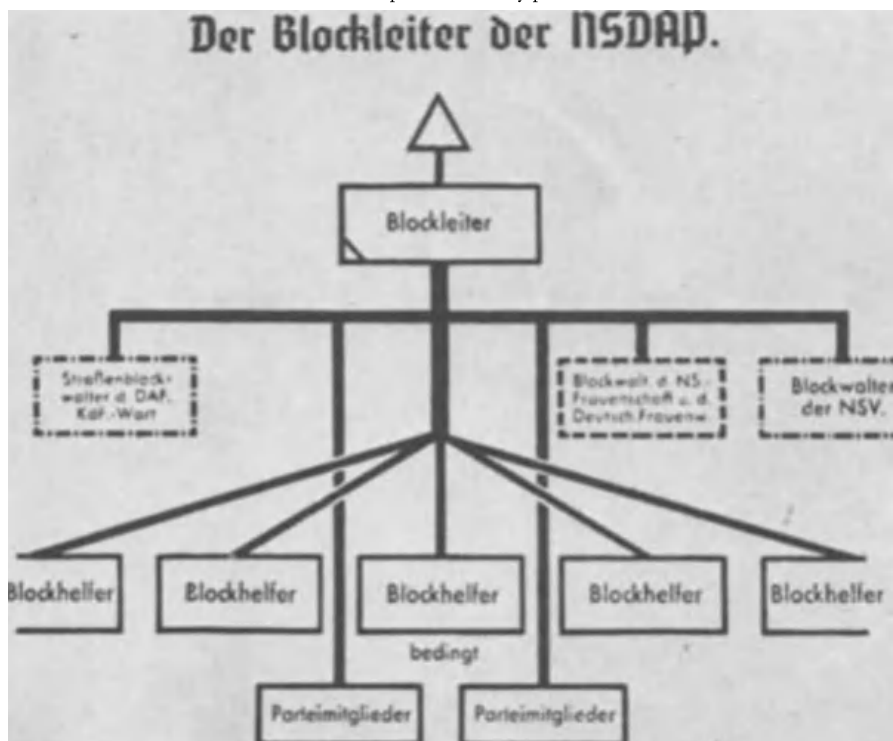 Der Blockleiter der NSDAP.
Blockleiter
Straßenblock-
walter d. DAF.
KdF.-Wart
Blockwalt. d. NS.-
Frauenschaft u. d.
Deutsch. Frauenw.
Blockwalter
der NSV.
Blockhelfer
Blockhelfer
Blockhelfer
Blockhelfer
Blockhelfer
bedingt
Parteimitglieder
Parteimitglieder